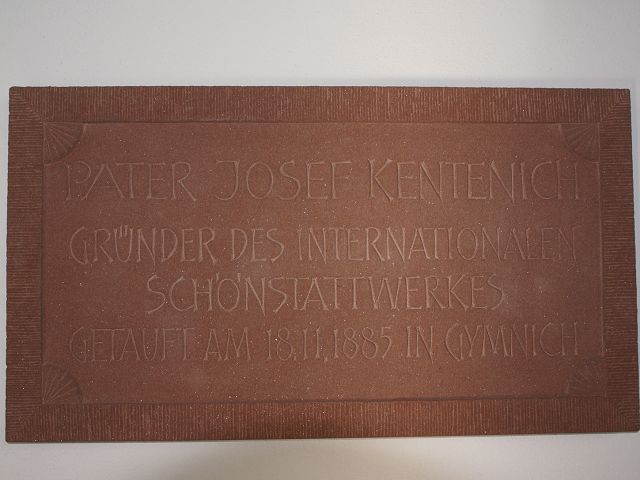 PATER JOSEF KENTENICH
GRÜNDER DES INTERNATIONALEN
SCHÖNSTATTWERKES
GETAUFT AM 18.11.1885 IN GYMNICH